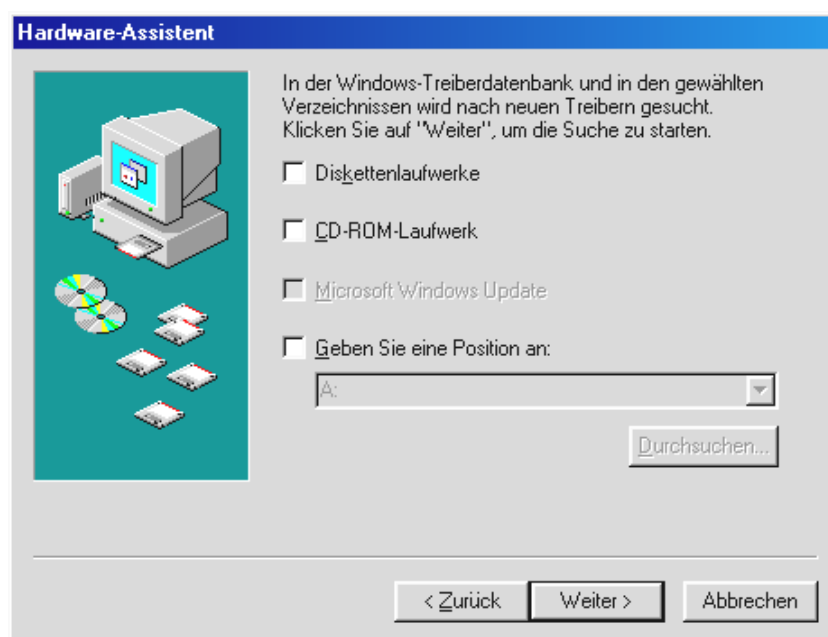 Hardware-Assistent
In der Windows-Treiberdatenbank und in den gewählten
Verzeichnissen wird nach neuen Treibern gesucht.
Klicken Sie auf "Weiter", um die Suche zu starten.
Diskettenlaufwerke
CD-ROM-Laufwerk
Microsoft Windows Update
Geben Sie eine Position an:
A:
Durchsuchen...
< Zurück Weiter > Abbrechen